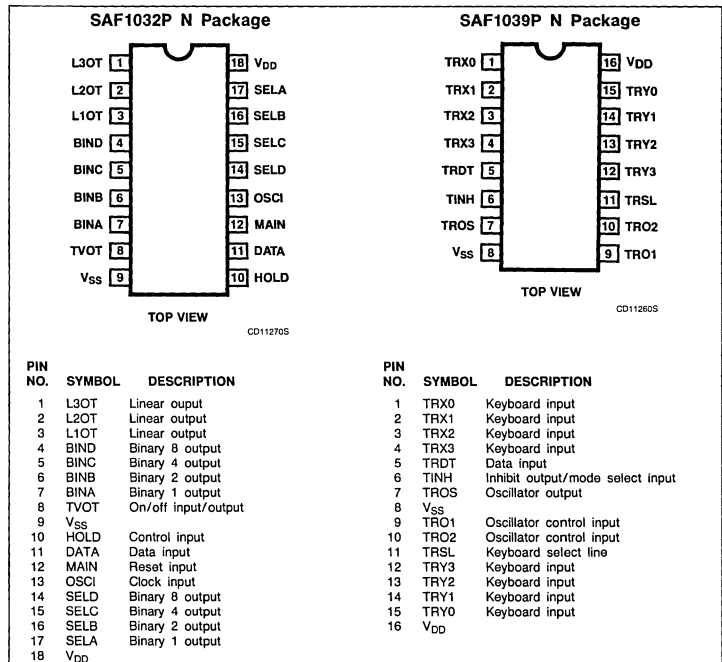 SAF1032P N Package
L3OT 1
L2OT 2
L1OT 3
BIND 4
BINC 5
BINB 6
BINA 7
TVOT 8
VSS 9
18 VDD
17 SELA
16 SELB
15 SELC
14 SELD
13 OSCI
12 MAIN
11 DATA
10 HOLD
TOP VIEW
CD11270S
SAF1039P N Package
TRX0 1
TRX1 2
TRX2 3
TRX3 4
TRDT 5
TINH 6
TROS 7
VSS 8
16 VDD
15 TRY0
14 TRY1
13 TRY2
12 TRY3
11 TRSL
10 TRO2
9 TRO1
TOP VIEW
CD11260S
PIN
NO. SYMBOL DESCRIPTION
1 L3OT Linear ouput
2 L2OT Linear output
3 L1OT Linear output
4 BIND Binary 8 output
5 BINC Binary 4 output
6 BINB Binary 2 output
7 BINA Binary 1 output
8 TVOT On/off input/output
9 VSS
10 HOLD Control input
11 DATA Data input
12 MAIN Reset input
13 OSCI Clock input
14 SELD Binary 8 output
15 SELC Binary 4 output
16 SELB Binary 2 output
17 SELA Binary 1 output
18 VDD
PIN
NO. SYMBOL DESCRIPTION
1 TRX0 Keyboard input
2 TRX1 Keyboard input
3 TRX2 Keyboard input
4 TRX3 Keyboard input
5 TRDT Data input
6 TINH Inhibit output/mode select input
7 TROS Oscillator output
8 VSS
9 TRO1 Oscillator control input
10 TRO2 Oscillator control input
11 TRSL Keyboard select line
12 TRY3 Keyboard input
13 TRY2 Keyboard input
14 TRY1 Keyboard input
15 TRY0 Keyboard input
16 VDD